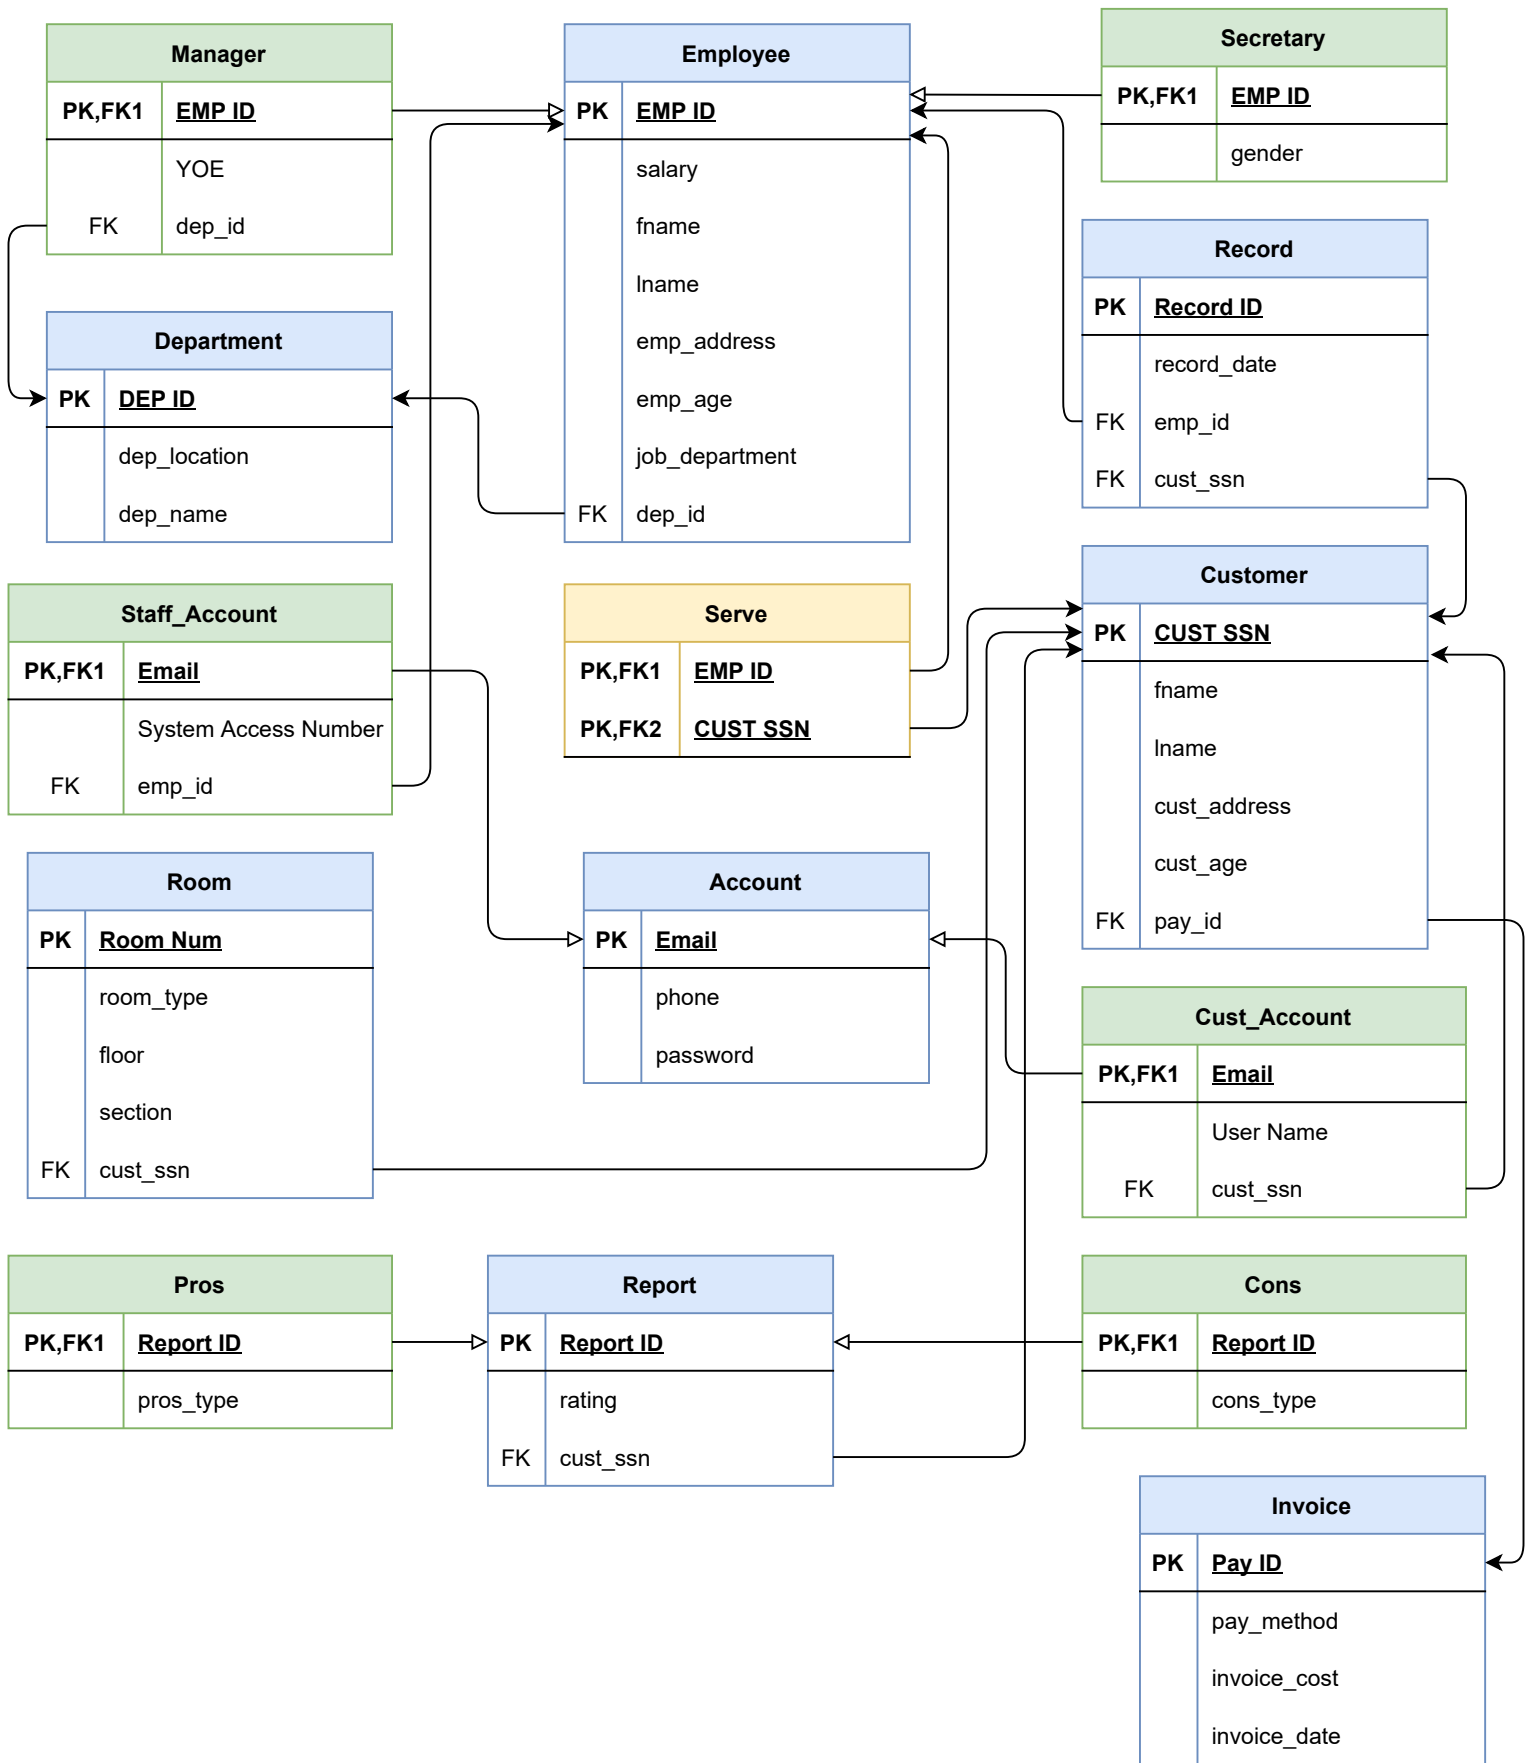 Manager
PK,FK1 EMP ID
YOE
FK dep_id
Employee
PK EMP ID
salary
fname
lname
emp_address
emp_age
job_department
FK dep_id
Secretary
PK,FK1 EMP ID
gender
Record
PK Record ID
record_date
FK emp_id
FK cust_ssn
Department
PK DEP ID
dep_location
dep_name
Staff_Account
PK,FK1 Email
System Access Number
FK emp_id
Serve
PK,FK1 EMP ID
PK,FK2 CUST SSN
Customer
PK CUST SSN
fname
lname
cust_address
cust_age
FK pay_id
Room
PK Room Num
room_type
floor
section
FK cust_ssn
Account
PK Email
phone
password
Cust_Account
PK,FK1 Email
User Name
FK cust_ssn
Pros
PK,FK1 Report ID
pros_type
Report
PK Report ID
rating
FK cust_ssn
Cons
PK,FK1 Report ID
cons_type
Invoice
PK Pay ID
pay_method
invoice_cost
invoice_date